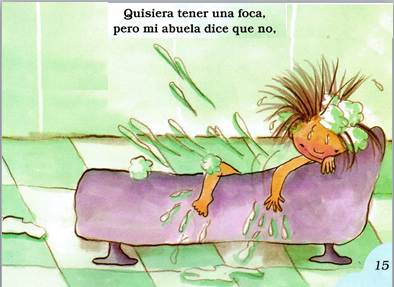 Quisiera tener una foca,
pero mi abuela dice que no,
15